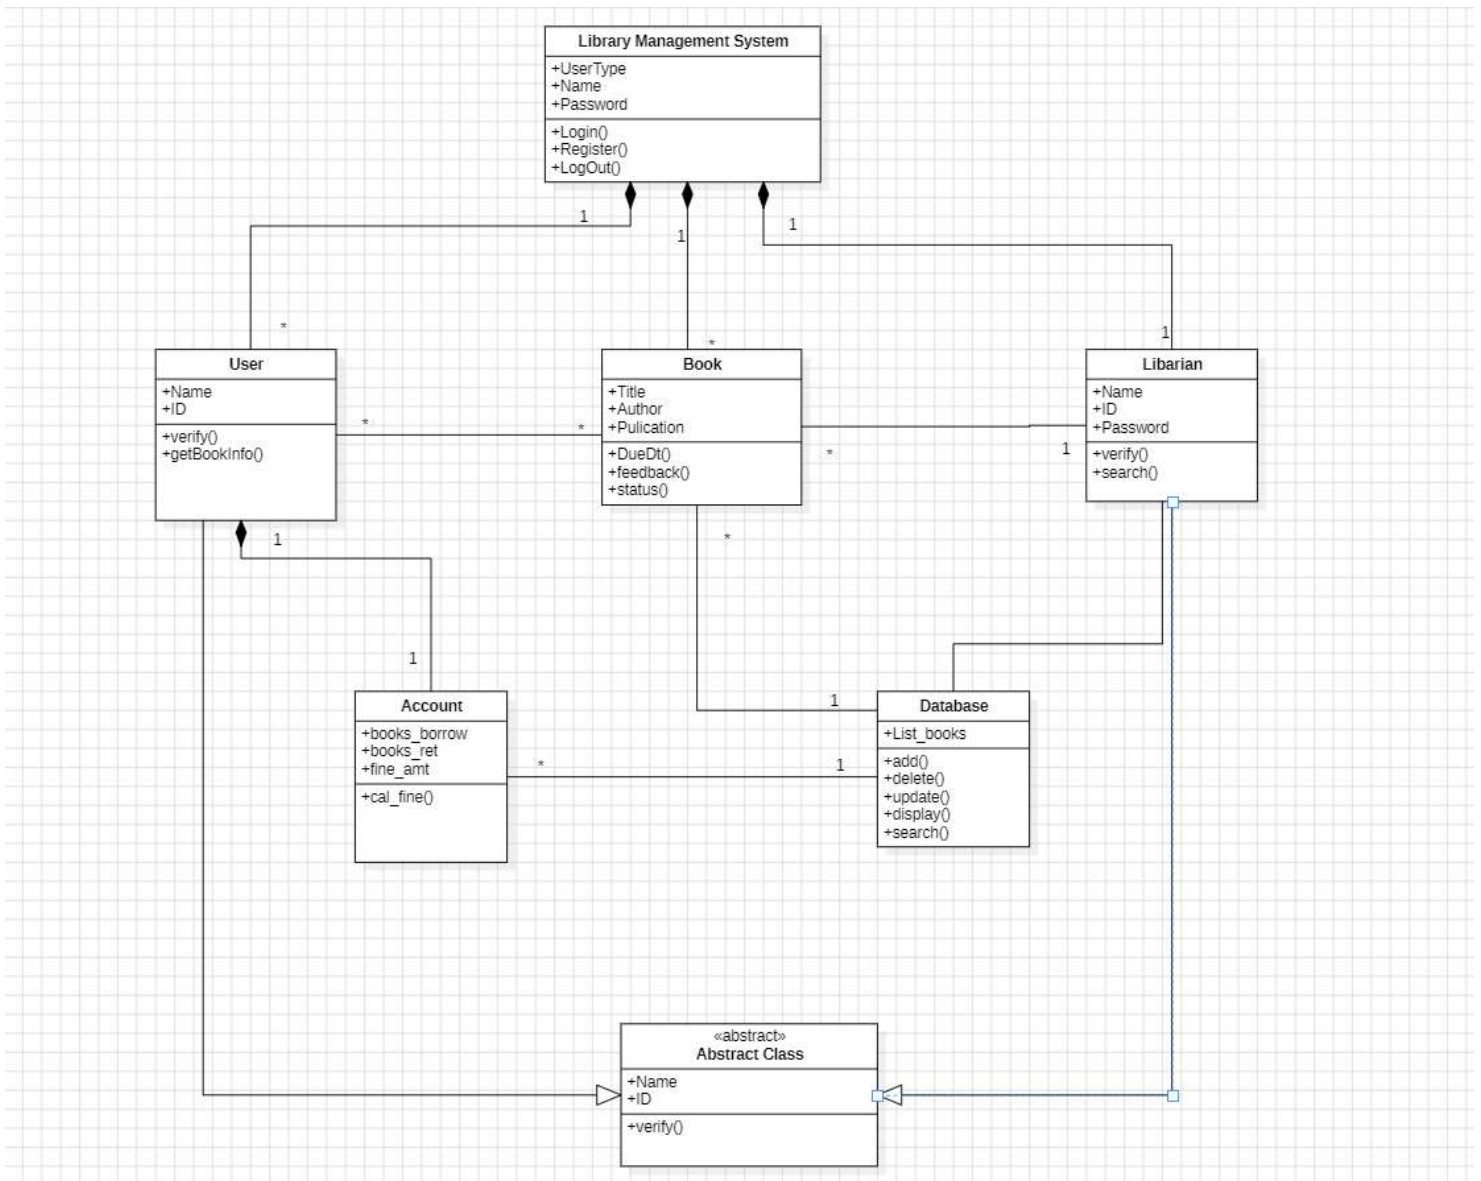 Library Management System
+UserType
+Name
+Password
+Login()
+Register()
+LogOut()
1
1
1
*
*
1
User
+Name
+ID
+verify()
+getBookInfo()
*
*
Book
+Title
+Author
+Pulication
+DueDt()
+feedback()
+status()
*
1
Libarian
+Name
+ID
+Password
+verify()
+search()
1
*
1
1
Account
+books_borrow
+books_ret
+fine_amt
+cal_fine()
*
1
Database
+List_books
+add()
+delete()
+update()
+display()
+search()
«abstract»
Abstract Class
+Name
+ID
+verify()